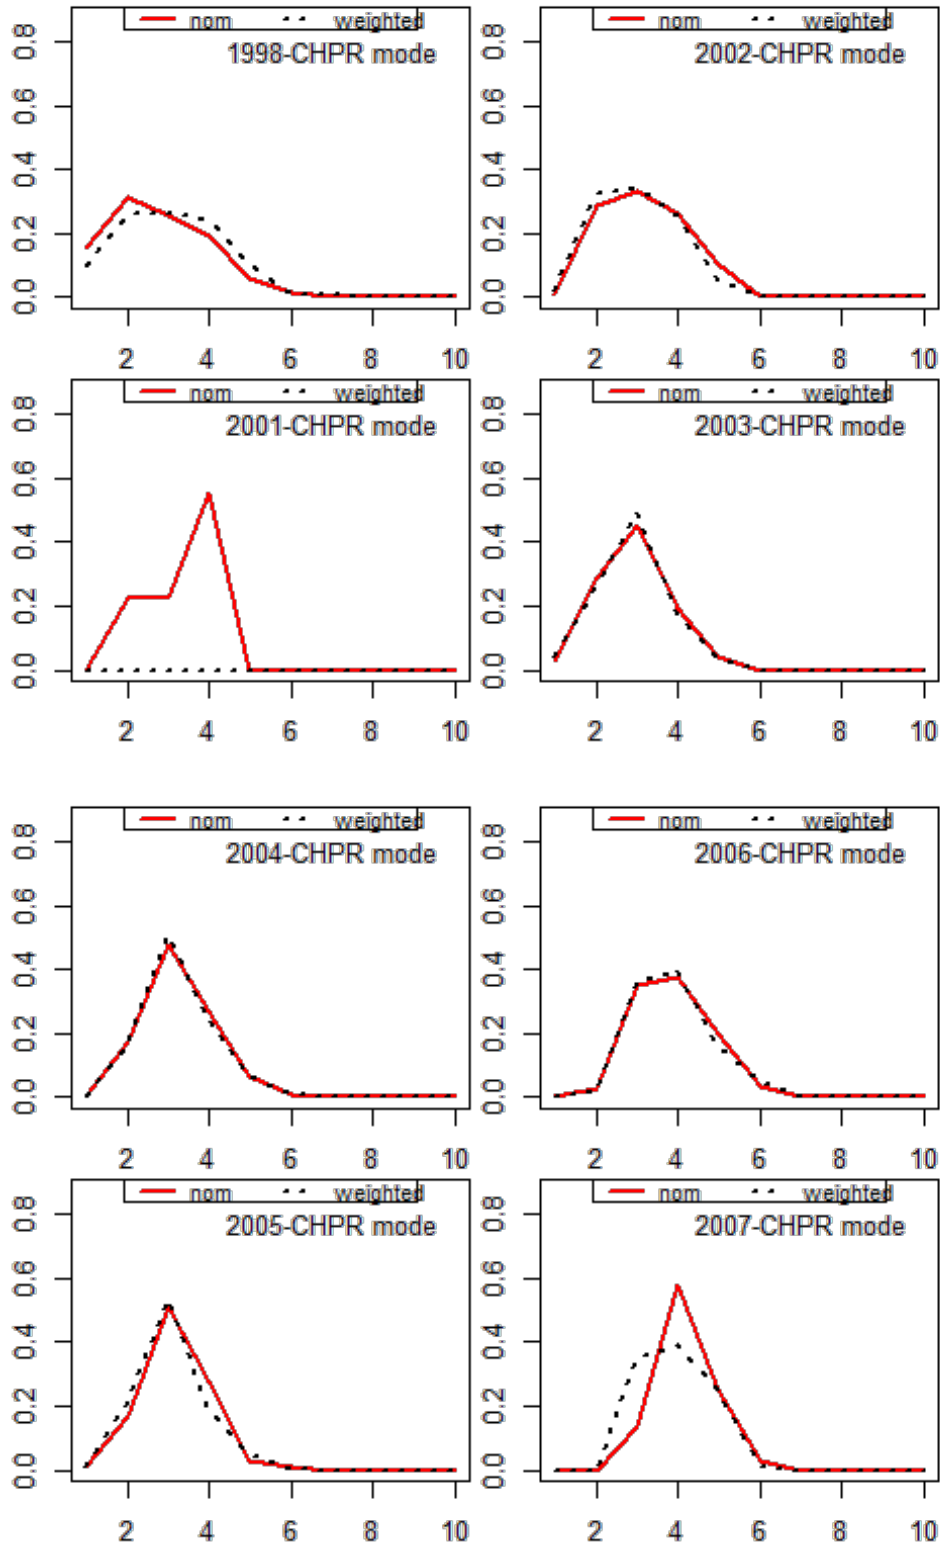 nom weighted
1998-CHPR mode
0.0 0.2 0.4 0.6 0.8
2 4 6 8 10
nom weighted
2002-CHPR mode
0.0 0.2 0.4 0.6 0.8
2 4 6 8 10
nom weighted
2001-CHPR mode
0.0 0.2 0.4 0.6 0.8
2 4 6 8 10
nom weighted
2003-CHPR mode
0.0 0.2 0.4 0.6 0.8
2 4 6 8 10
nom weighted
2004-CHPR mode
0.0 0.2 0.4 0.6 0.8
2 4 6 8 10
nom weighted
2006-CHPR mode
0.0 0.2 0.4 0.6 0.8
2 4 6 8 10
nom weighted
2005-CHPR mode
0.0 0.2 0.4 0.6 0.8
2 4 6 8 10
nom weighted
2007-CHPR mode
0.0 0.2 0.4 0.6 0.8
2 4 6 8 10